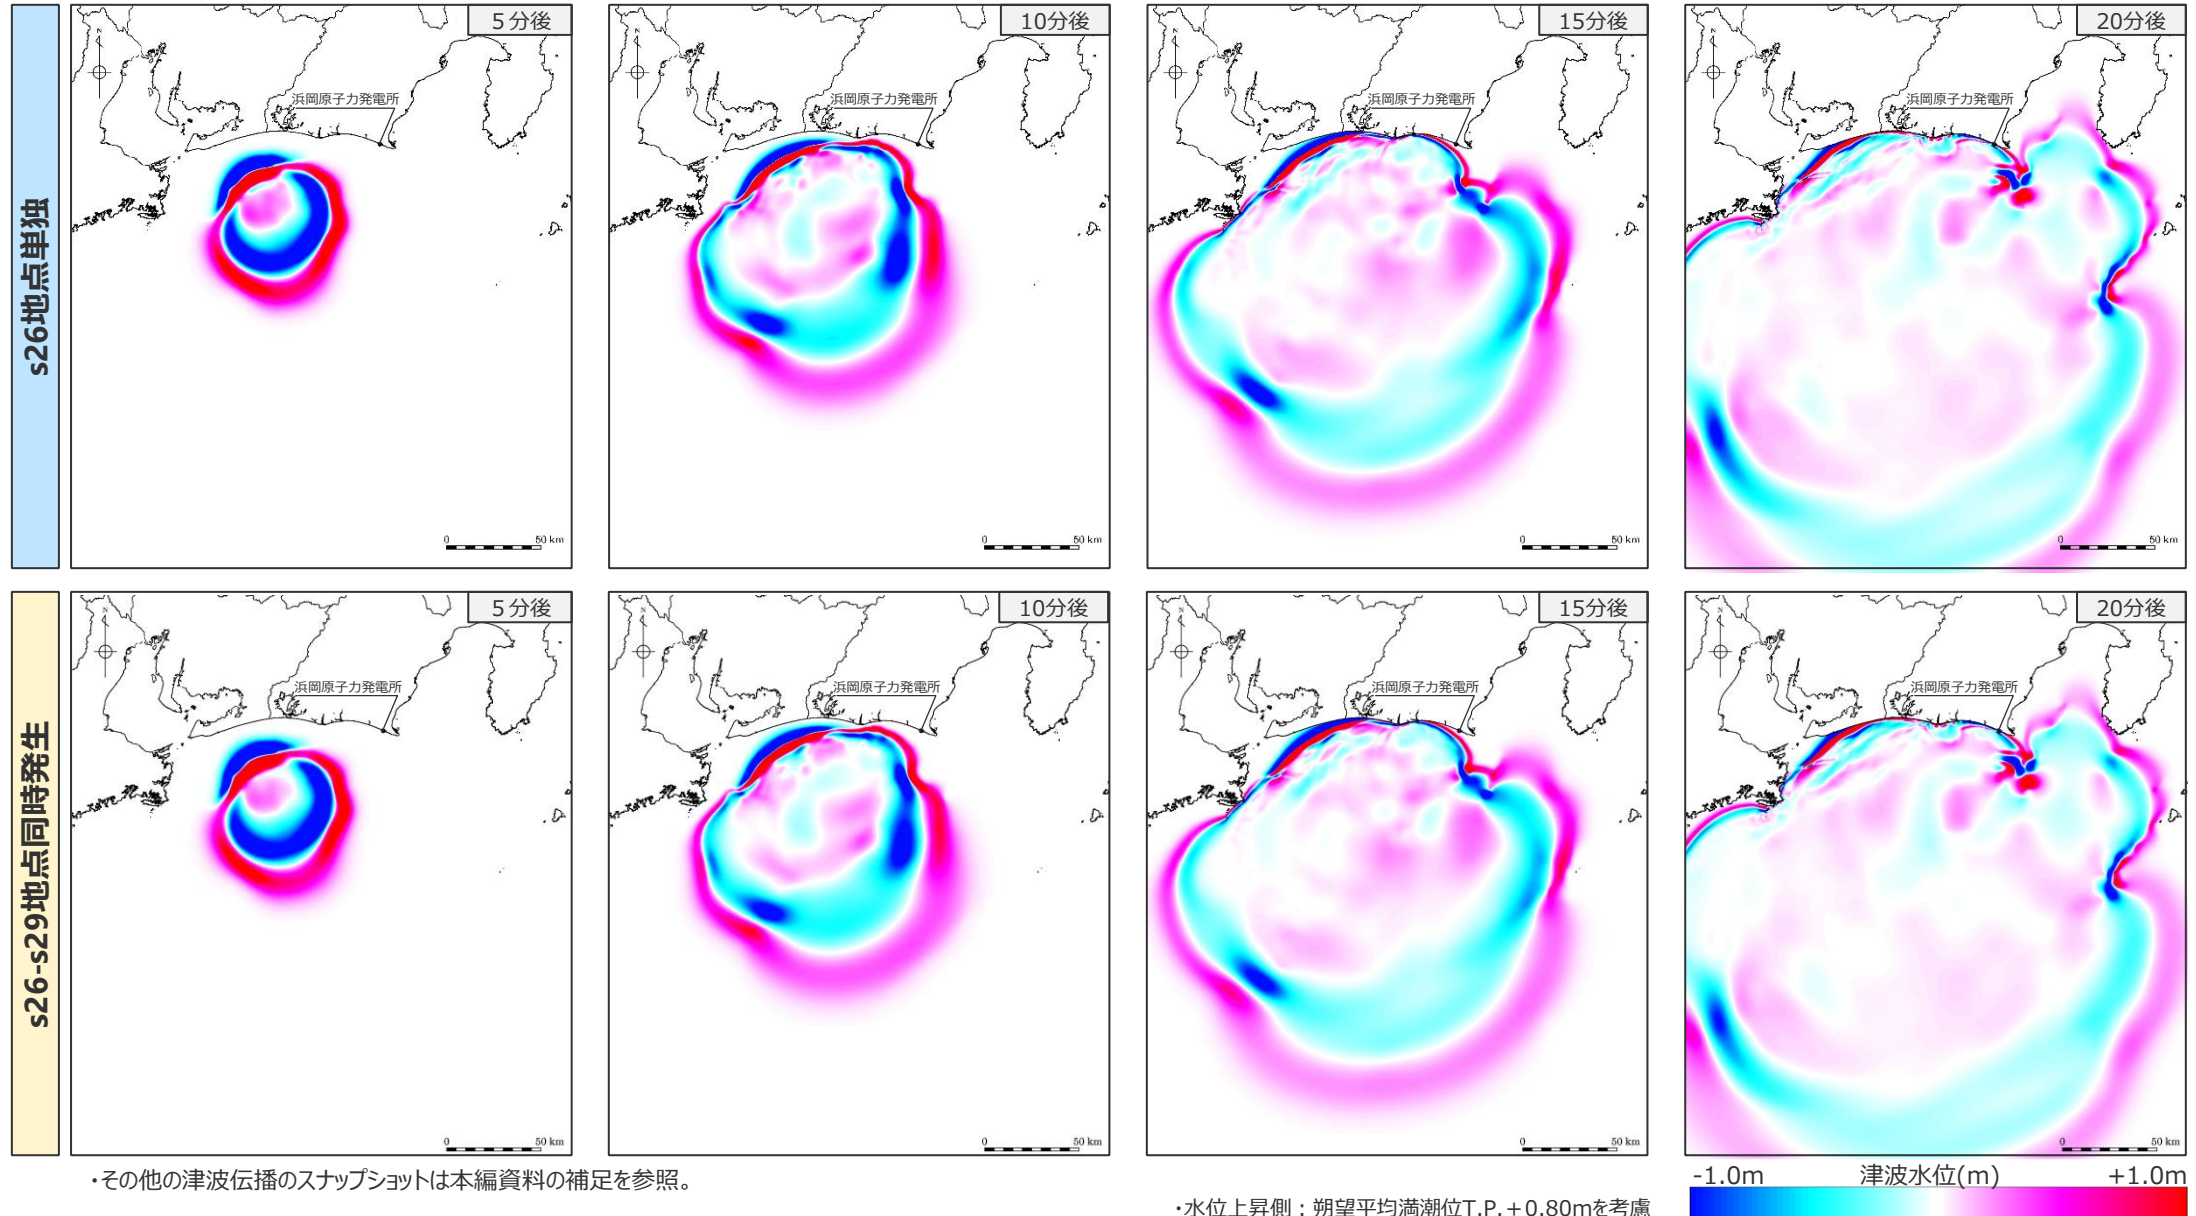 s26地点単独
5分後
N
浜岡原子力発電所
0 50 km
10分後
N
浜岡原子力発電所
0 50 km
15分後
N
浜岡原子力発電所
0 50 km
20分後
N
浜岡原子力発電所
0 50 km
s26-s29地点同時発生
5分後
N
浜岡原子力発電所
0 50 km
10分後
N
浜岡原子力発電所
0 50 km
15分後
N
浜岡原子力発電所
0 50 km
20分後
N
浜岡原子力発電所
0 50 km
・その他の津波伝播のスナップショットは本編資料の補足を参照。
・水位上昇側：朔望平均満潮位T.P.+0.80mを考慮
-1.0m 津波水位(m) +1.0m